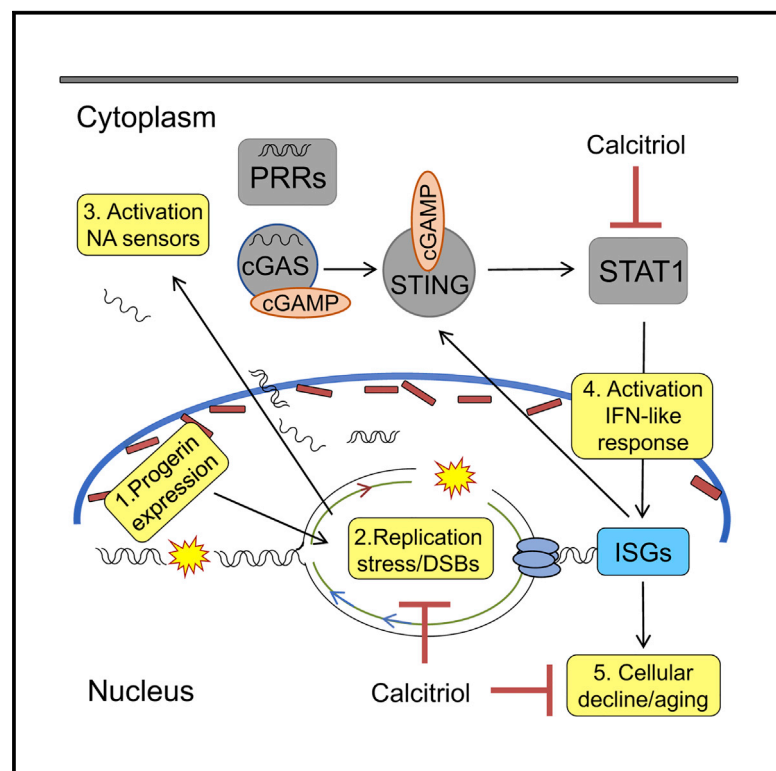 Cytoplasm
PRRs
Calcitriol
3. Activation
NA sensors
cGAS
cGAMP
cGAMP
STING
STAT1
4. Activation
IFN-like
response
1.Progerin
expression
2.Replication
stress/DSBs
ISGs
Nucleus
Calcitriol
5. Cellular
decline/aging